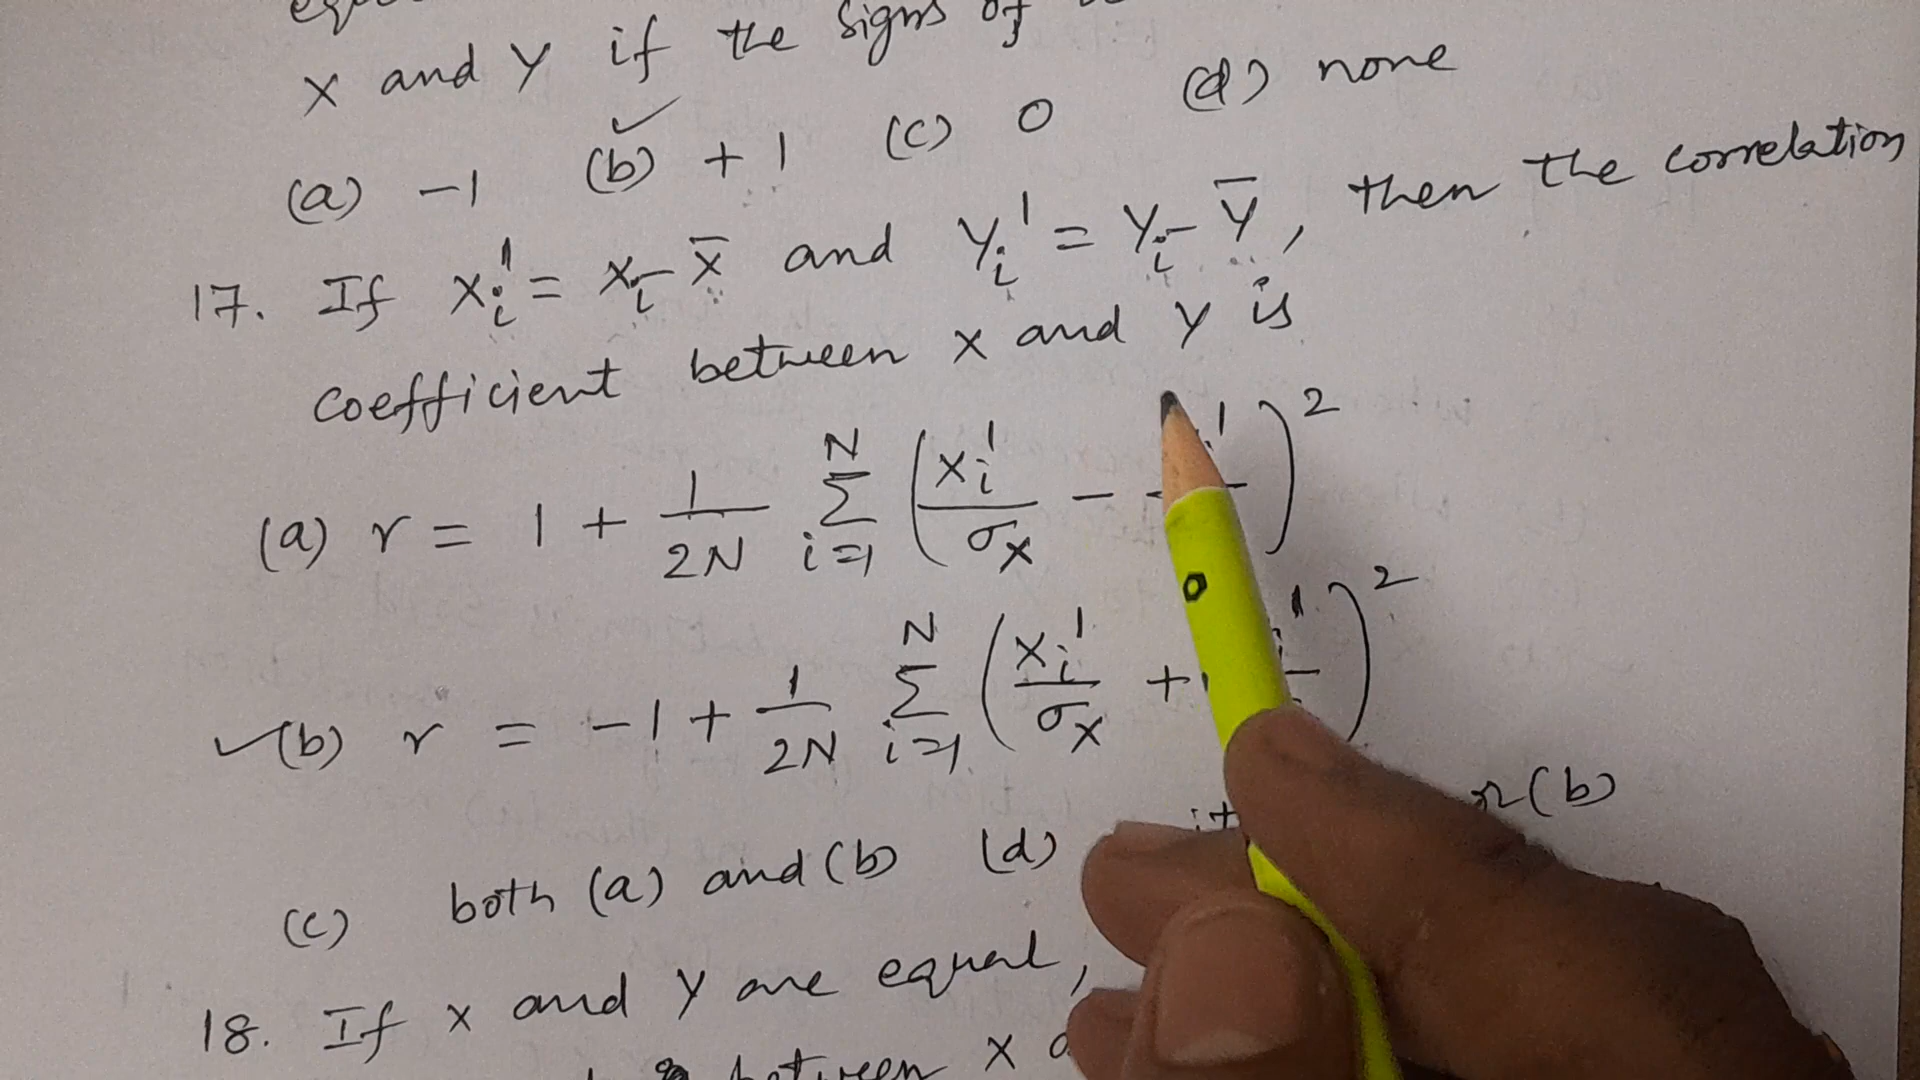 X and Y if the signs of
(a) -1 (b) +1 (c) 0 (d) none
17. If Xi' = Xi - X̅ and Yi' = Yi - Y̅, then the correlation
coefficient between X and Y is
(a) r = 1 + 1/2N N Σ i=1 (Xi'/σX - )²
✓(b) r = -1 + 1/2N N Σ i=1 (Xi'/σX + )²
(c) both (a) and (b) (d) (b)
18. If X and Y are equal,
between X